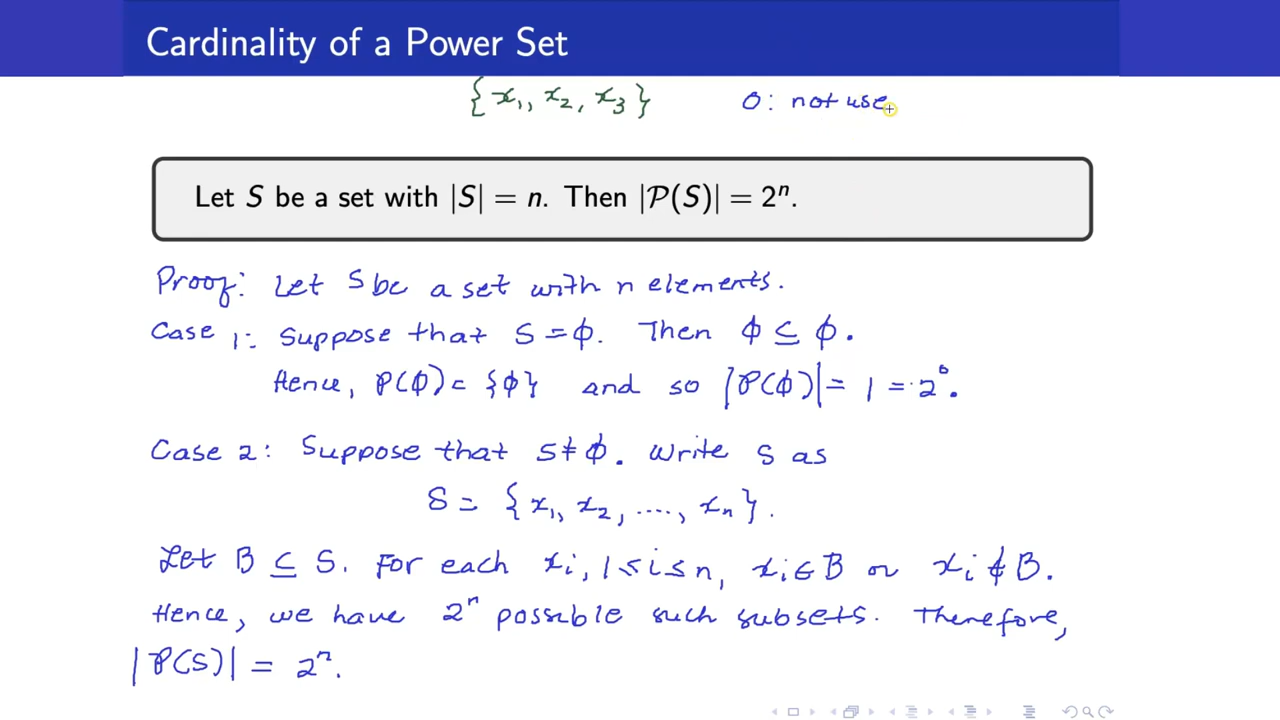 Cardinality of a Power Set
{x₁, x₂, x₃} 0: not use
Let S be a set with |S| = n. Then |𝒫(S)| = 2ⁿ.
Proof: Let S be a set with n elements.
Case 1: Suppose that S = ϕ. Then ϕ ⊆ ϕ.
Hence, 𝒫(ϕ) = {ϕ} and so |𝒫(ϕ)| = 1 = 2⁰.
Case 2: Suppose that S ≠ ϕ. Write S as
S = {x₁, x₂, ...., xₙ}.
Let B ⊆ S. For each xᵢ, 1 ≤ i ≤ n, xᵢ ∈ B or xᵢ ∉ B.
Hence, we have 2ⁿ possible such subsets. Therefore,
|𝒫(S)| = 2ⁿ.